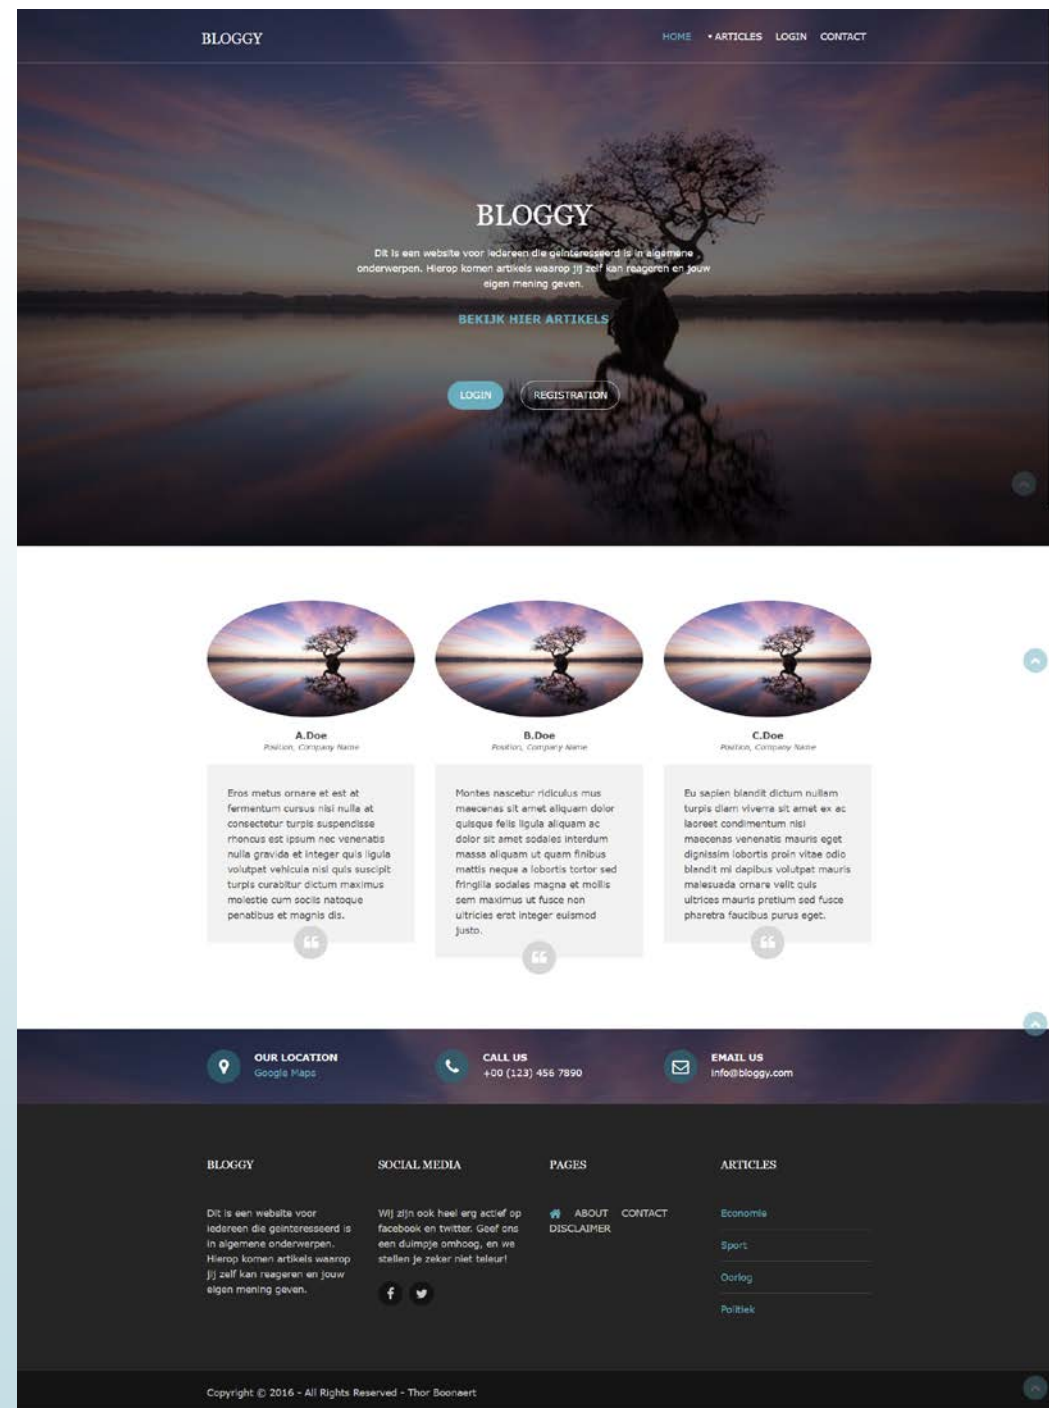 BLOGGY
HOME ▾ ARTICLES LOGIN CONTACT
BLOGGY
Dit is een website voor iedereen die geinteresseerd is in algemene
onderwerpen. Hierop komen artikels waarop jij zelf kan reageren en jouw
eigen mening geven.
BEKIJK HIER ARTIKELS
LOGIN REGISTRATION
A.Doe
Position, Company Name
Eros metus ornare et est at
fermentum cursus nisl nulla at
consectetur turpis suspendisse
rhoncus est ipsum nec venenatis
nulla gravida et integer quis ligula
volutpat vehicula nisl quis suscipit
turpis curabitur dictum maximus
molestie cum sociis natoque
penatibus et magnis dis.
B.Doe
Position, Company Name
Montes nascetur ridiculus mus
maecenas sit amet aliquam dolor
quisque felis ligula aliquam ac
dolor sit amet sodales interdum
massa aliquam ut quam finibus
mattis neque a lobortis tortor sed
fringilla sodales magna et mollis
sem maximus ut fusce non
ultricies erat integer euismod
justo.
C.Doe
Position, Company Name
Eu sapien blandit dictum nullam
turpis diam viverra sit amet ex ac
laoreet condimentum nisl
maecenas venenatis mauris eget
dignissim lobortis proin vitae odio
blandit mi dapibus volutpat mauris
malesuada ornare velit quis
ultrices mauris pretium sed fusce
pharetra faucibus purus eget.
OUR LOCATION
Google Maps
CALL US
+00 (123) 456 7890
EMAIL US
info@bloggy.com
BLOGGY
Dit is een website voor
iedereen die geinteresseerd is
in algemene onderwerpen.
Hierop komen artikels waarop
jij zelf kan reageren en jouw
eigen mening geven.
SOCIAL MEDIA
Wij zijn ook heel erg actief op
facebook en twitter. Geef ons
een duimpje omhoog, en we
stellen je zeker niet teleur!
PAGES
ABOUT CONTACT
DISCLAIMER
ARTICLES
Economie
Sport
Oorlog
Politiek
Copyright © 2016 - All Rights Reserved - Thor Boonaert